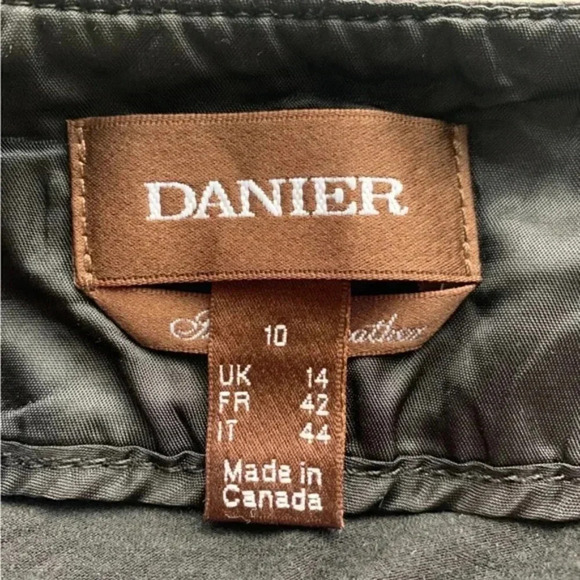 DANIER
10
UK 14
FR 42
IT 44
Made in
Canada